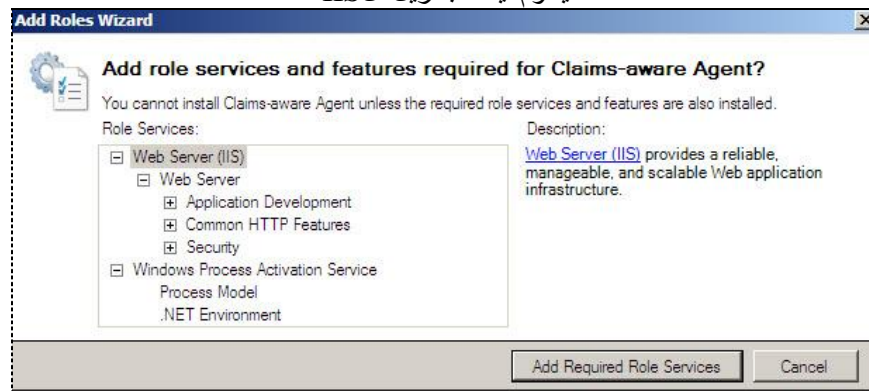 Add Roles Wizard
Add role services and features required for Claims-aware Agent?
You cannot install Claims-aware Agent unless the required role services and features are also installed.
Role Services:
Description:
Web Server (IIS)
Web Server (IIS) provides a reliable,
Web Server
manageable, and scalable Web application
infrastructure.
Application Development
Common HTTP Features
Security
Windows Process Activation Service
Process Model
.NET Environment
Add Required Role Services
Cancel